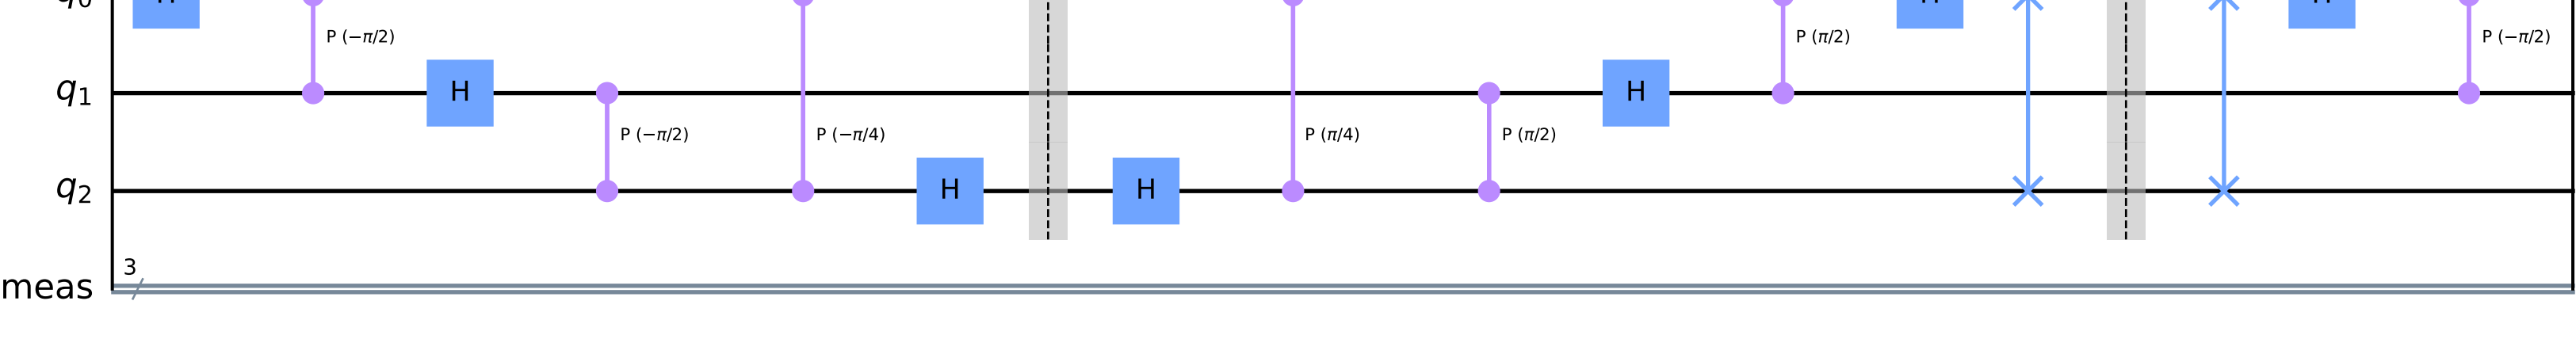 P (−π/2) P (π/2) P (−π/2)
q₁ H H
P (−π/2) P (−π/4) P (π/4) P (π/2)
q₂ H H
3
meas